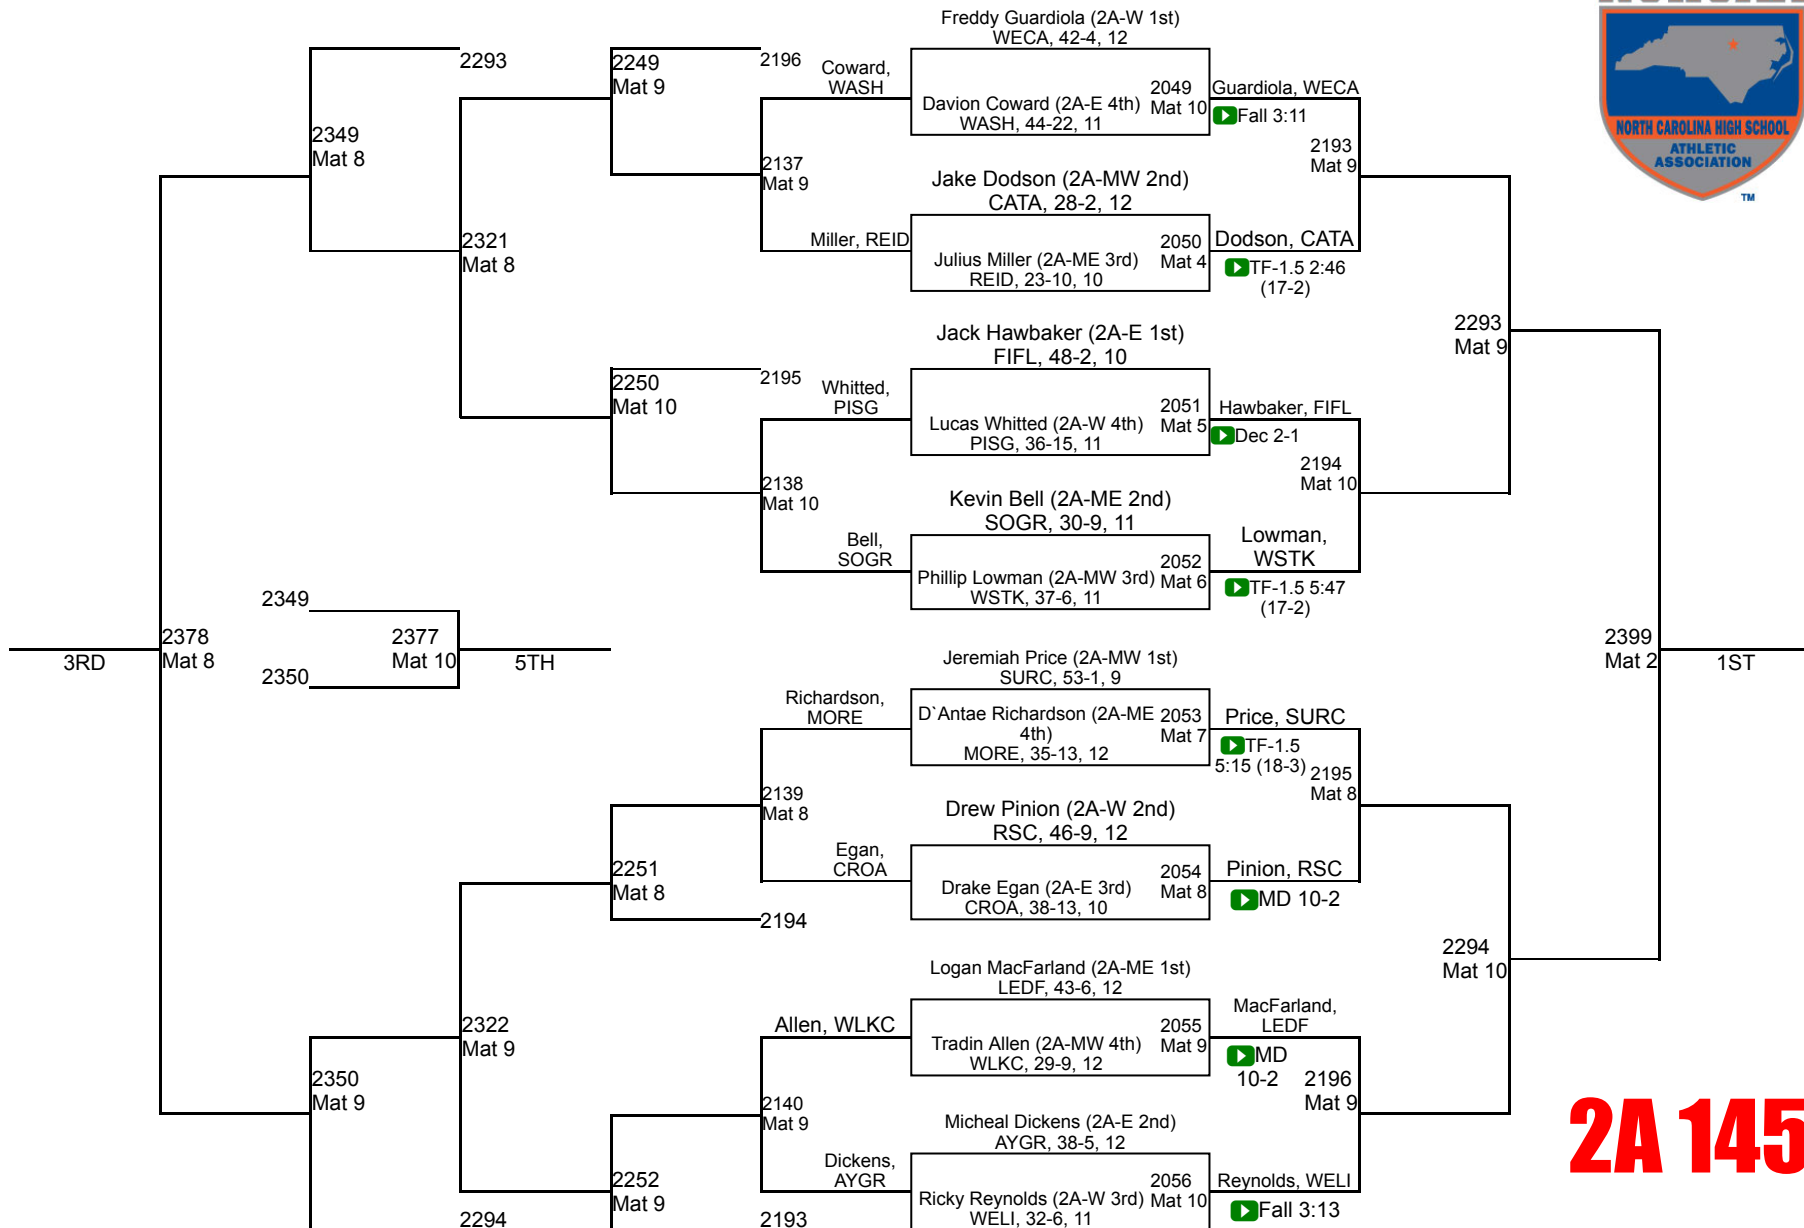 Freddy Guardiola (2A-W 1st)
WECA, 42-4, 12
2293
2249
Mat 9
2196
Coward,
WASH
Davion Coward (2A-E 4th)
WASH, 44-22, 11
2049
Mat 10
Guardiola, WECA
Fall 3:11
2349
Mat 8
2137
Mat 9
2193
Mat 9
NORTH CAROLINA HIGH SCHOOL
ATHLETIC
ASSOCIATION
TM
Jake Dodson (2A-MW 2nd)
CATA, 28-2, 12
2321
Mat 8
Miller, REID
Julius Miller (2A-ME 3rd)
REID, 23-10, 10
2050
Mat 4
Dodson, CATA
TF-1.5 2:46
(17-2)
2293
Mat 9
Jack Hawbaker (2A-E 1st)
FIFL, 48-2, 10
2250
Mat 10
2195
Whitted,
PISG
Lucas Whitted (2A-W 4th)
PISG, 36-15, 11
2051
Mat 5
Hawbaker, FIFL
Dec 2-1
2138
Mat 10
2194
Mat 10
Kevin Bell (2A-ME 2nd)
SOGR, 30-9, 11
Bell,
SOGR
Phillip Lowman (2A-MW 3rd)
WSTK, 37-6, 11
2052
Mat 6
Lowman,
WSTK
TF-1.5 5:47
(17-2)
2349
2378
Mat 8
2377
Mat 10
3RD
5TH
2350
2399
Mat 2
1ST
Jeremiah Price (2A-MW 1st)
SURC, 53-1, 9
Richardson,
MORE
D`Antae Richardson (2A-ME
4th)
MORE, 35-13, 12
2053
Mat 7
Price, SURC
TF-1.5
5:15 (18-3)
2195
Mat 8
2139
Mat 8
Drew Pinion (2A-W 2nd)
RSC, 46-9, 12
2251
Mat 8
Egan,
CROA
Drake Egan (2A-E 3rd)
CROA, 38-13, 10
2054
Mat 8
Pinion, RSC
MD 10-2
2194
2294
Mat 10
Logan MacFarland (2A-ME 1st)
LEDF, 43-6, 12
2322
Mat 9
Allen, WLKC
Tradin Allen (2A-MW 4th)
WLKC, 29-9, 12
2055
Mat 9
MacFarland,
LEDF
MD
10-2
2350
Mat 9
2140
Mat 9
2196
Mat 9
Micheal Dickens (2A-E 2nd)
AYGR, 38-5, 12
2252
Mat 9
Dickens,
AYGR
Ricky Reynolds (2A-W 3rd)
WELI, 32-6, 11
2056
Mat 10
Reynolds, WELI
Fall 3:13
2294
2193
2A 145